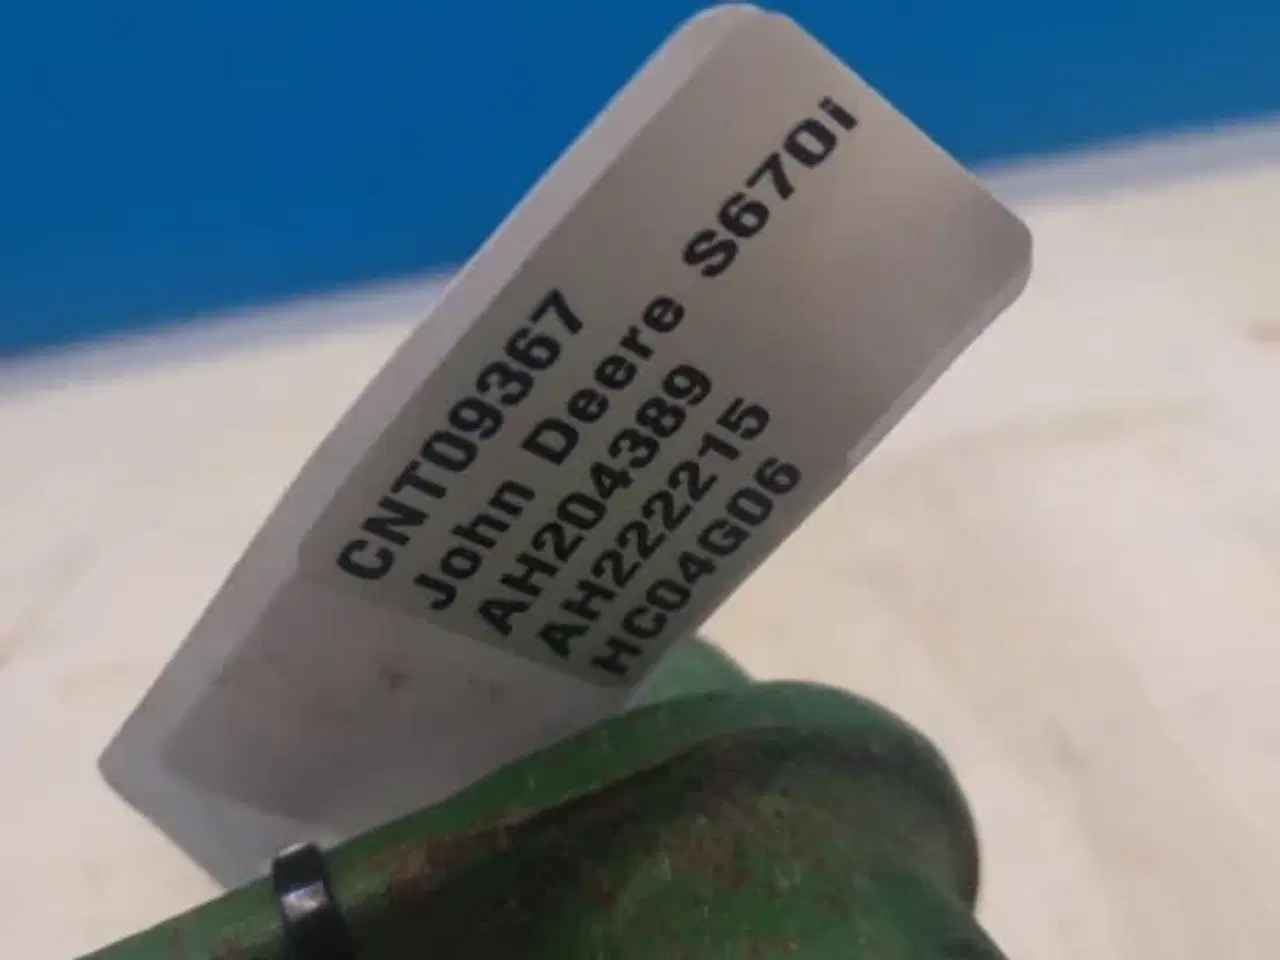 CNT09367
John Deere S670i
AH204389
AH222215
HC04G06